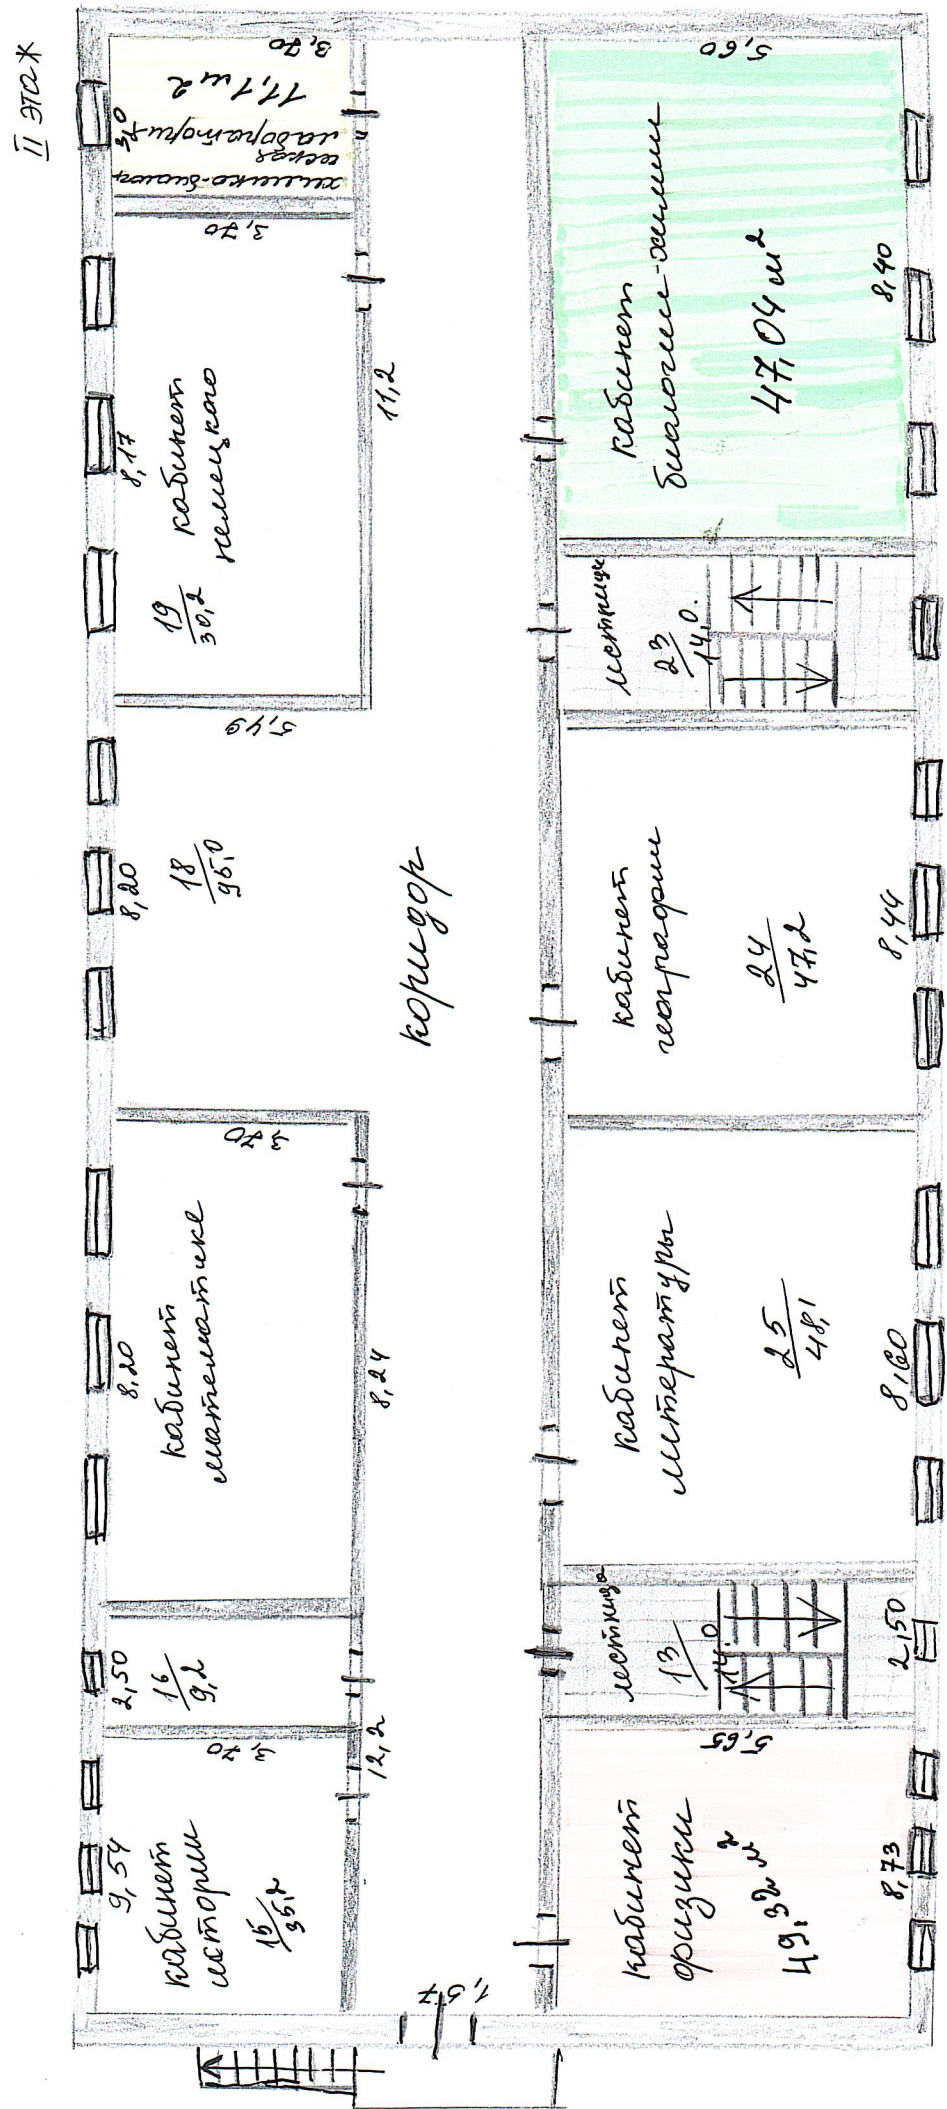 II этаж
3,70
11,1 м2
3,0
химико-биолог
ческая
лаборатория
5,60
кабинет
биологии-химии
47,04 м²
8,40
3,70
8,17
кабинет
немецкого
19
30,2
11,2
5,49
лестница
23
14,0.
8,20
18
95,0
коридор
кабинет
географии
24
47,2
8,44
3,70
8,20
кабинет
математике
8,24
кабинет
литературы
25
48,1
8,60
2,50
16
9,2
лестница
13
14.0
2,50
3,70
12,2
9,54
кабинет
истории
15
35,2
5,65
кабинет
физики
49,32 м²
8,73
1,57